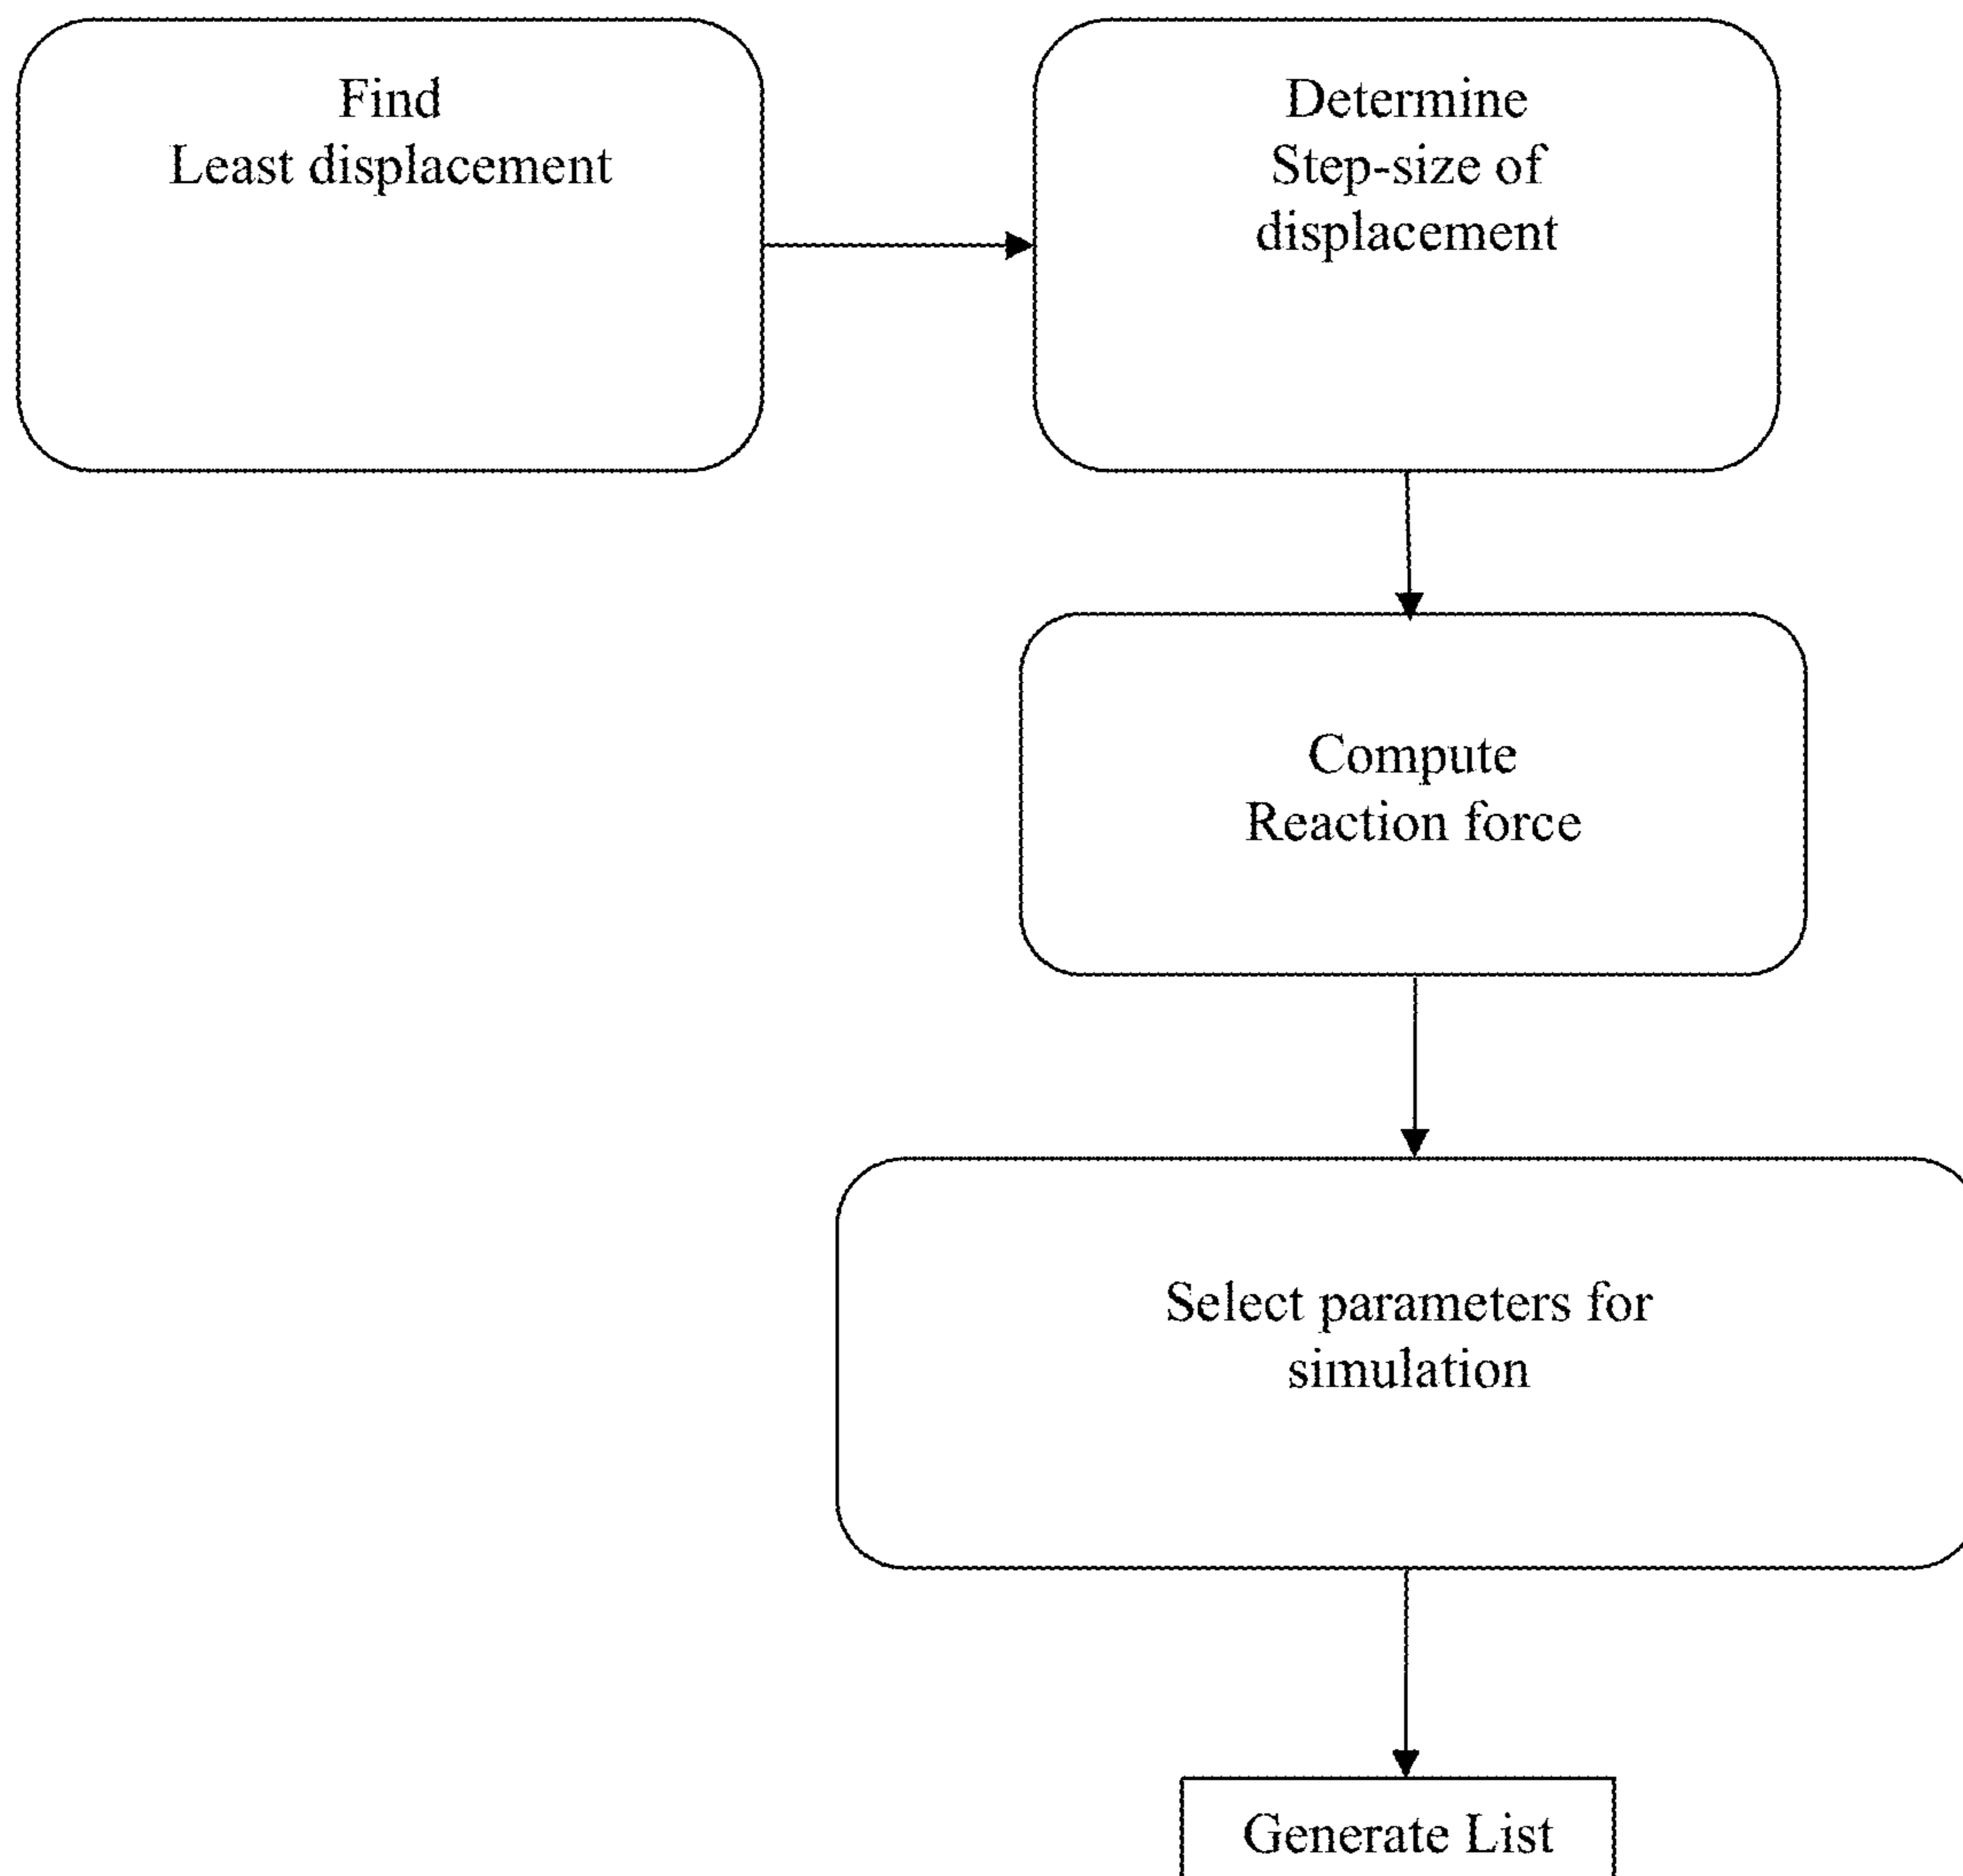 Find
Least displacement
Determine
Step-size of
displacement
Compute
Reaction force
Select parameters for
simulation
Generate List